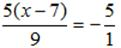 5(x − 7)/9 = −5/1